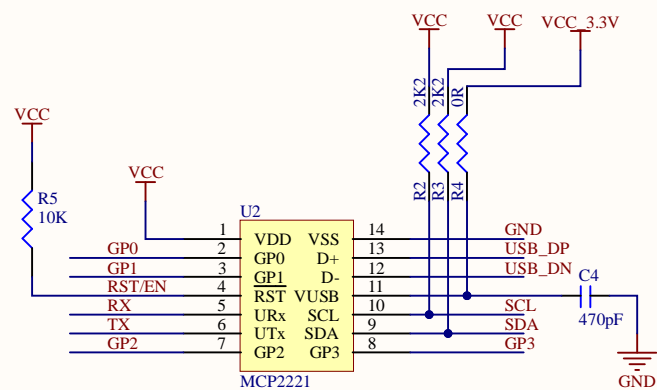 VCC
VCC
VCC_3.3V
2K2
2K2
0R
VCC
VCC
R5
10K
R2
R3
R4
U2
1
VDD
VSS
14
GND
GP0
2
GP0
D+
13
USB_DP
GP1
3
GP1
D-
12
USB_DN
RST/EN
4
RST
VUSB
11
C4
470pF
RX
5
URx
SCL
10
SCL
TX
6
UTx
SDA
9
SDA
GP2
7
GP2
GP3
8
GP3
MCP2221
GND